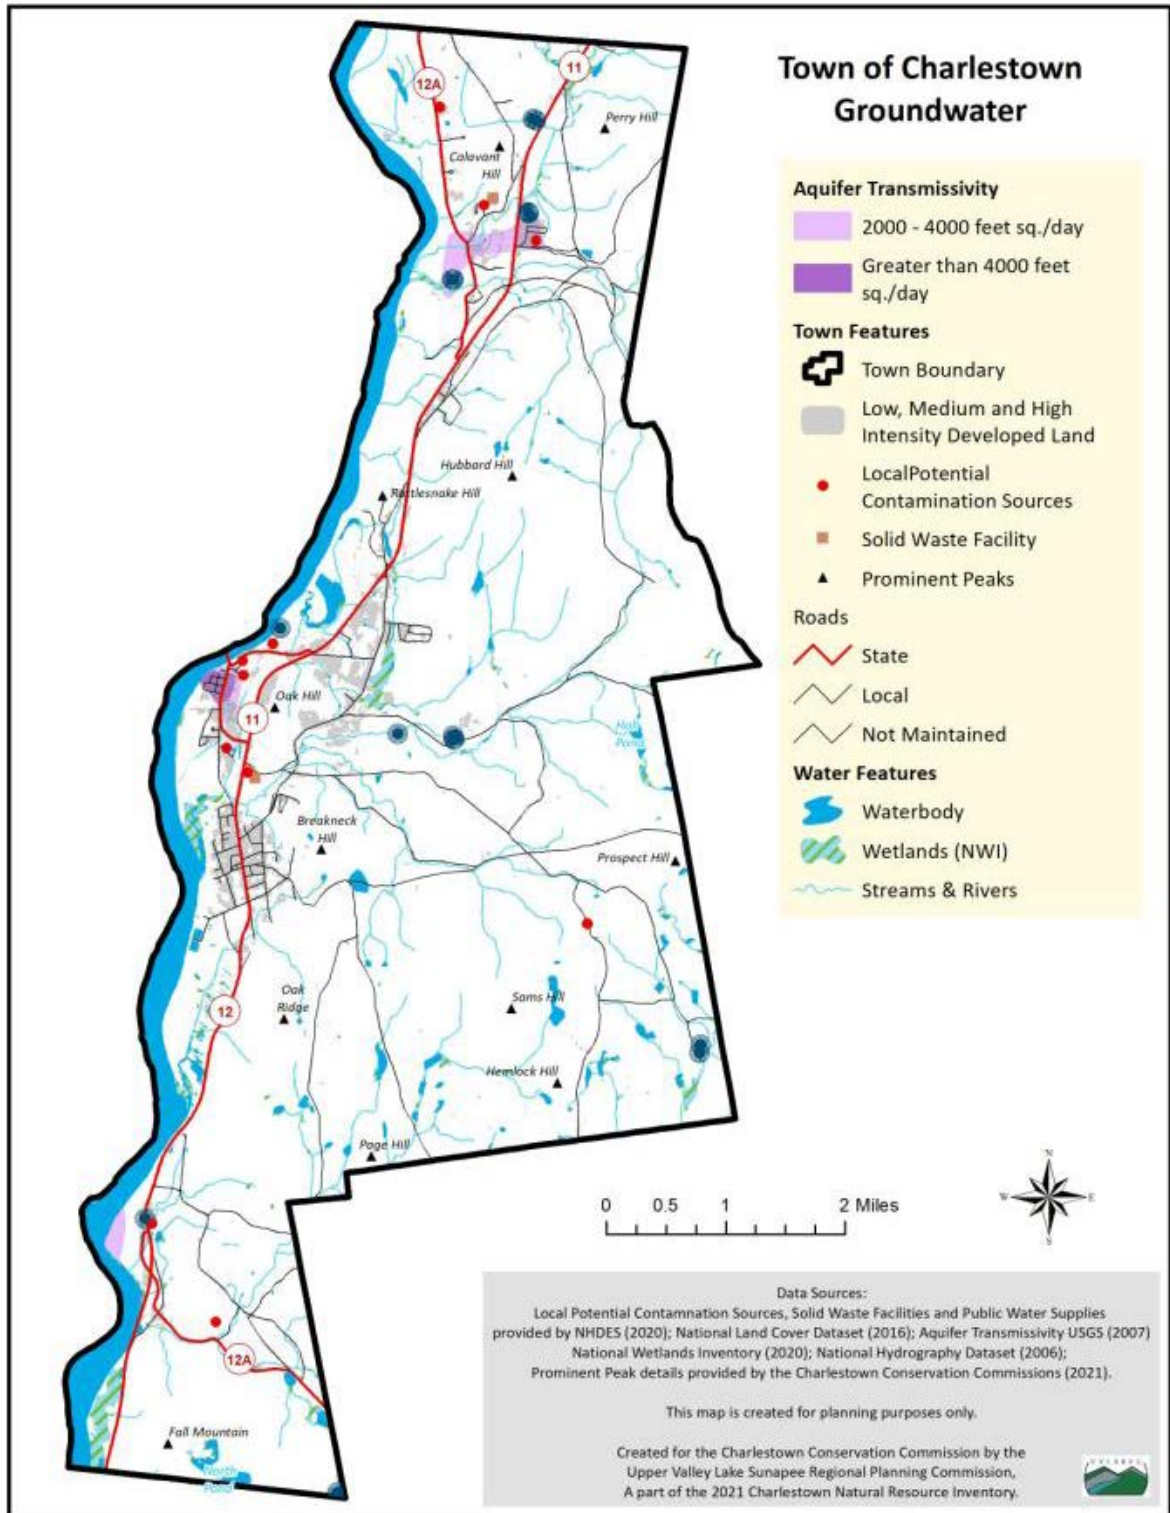 Town of Charlestown
Groundwater
Aquifer Transmissivity
2000 - 4000 feet sq./day
Greater than 4000 feet
sq./day
Town Features
Town Boundary
Low, Medium and High
Intensity Developed Land
LocalPotential
Contamination Sources
Solid Waste Facility
Prominent Peaks
Roads
State
Local
Not Maintained
Water Features
Waterbody
Wetlands (NWI)
Streams & Rivers
11
12A
Perry Hill
Calavant
Hill
Hubbard Hill
Rattlesnake Hill
Oak Hill
11
Hall
Pond
Breakneck
Hill
Prospect Hill
Oak
Ridge
Sams Hill
12
Hemlock Hill
Page Hill
12A
Fall Mountain
North
Pond
0 0.5 1 2 Miles
N
W E
S
Data Sources:
Local Potential Contamnation Sources, Solid Waste Facilities and Public Water Supplies
provided by NHDES (2020); National Land Cover Dataset (2016); Aquifer Transmissivity USGS (2007)
National Wetlands Inventory (2020); National Hydrography Dataset (2006);
Prominent Peak details provided by the Charlestown Conservation Commissions (2021).
This map is created for planning purposes only.
Created for the Charlestown Conservation Commission by the
Upper Valley Lake Sunapee Regional Planning Commission,
A part of the 2021 Charlestown Natural Resource Inventory.